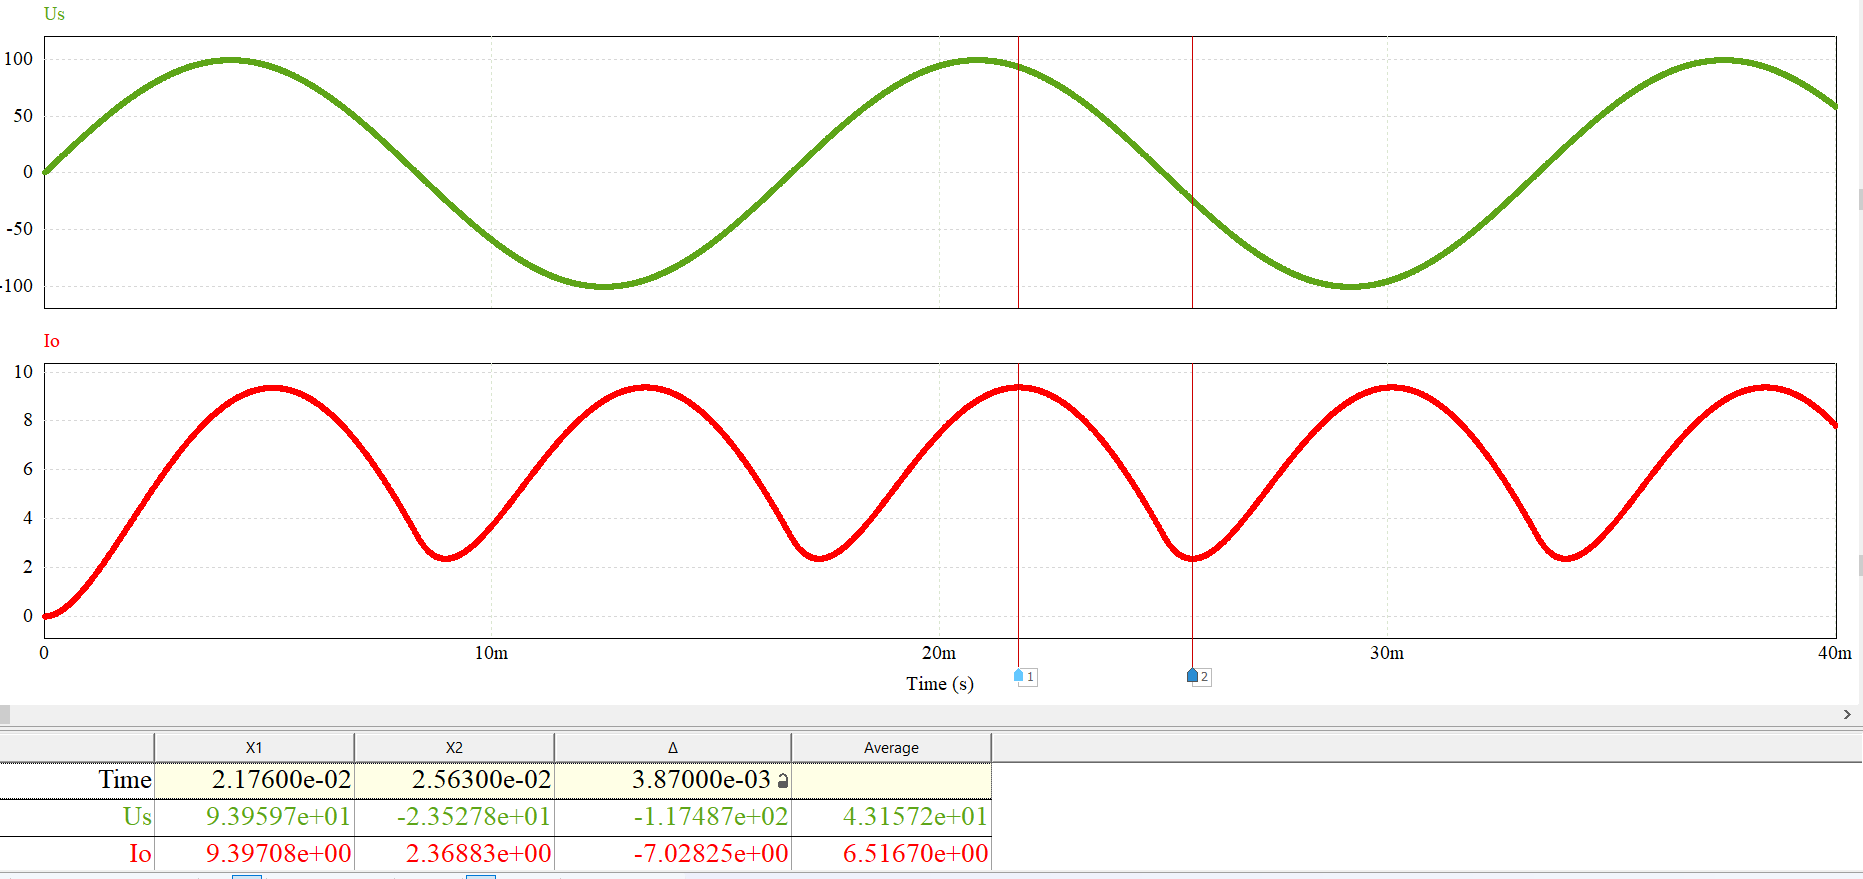 Us
100
50
0
-50
-100
Io
10
8
6
4
2
0
0 10m 20m 30m 40m
Time (s)
1 2
X1 X2 Δ Average
Time 2.17600e-02 2.56300e-02 3.87000e-03
Us 9.39597e+01 -2.35278e+01 -1.17487e+02 4.31572e+01
Io 9.39708e+00 2.36883e+00 -7.02825e+00 6.51670e+00